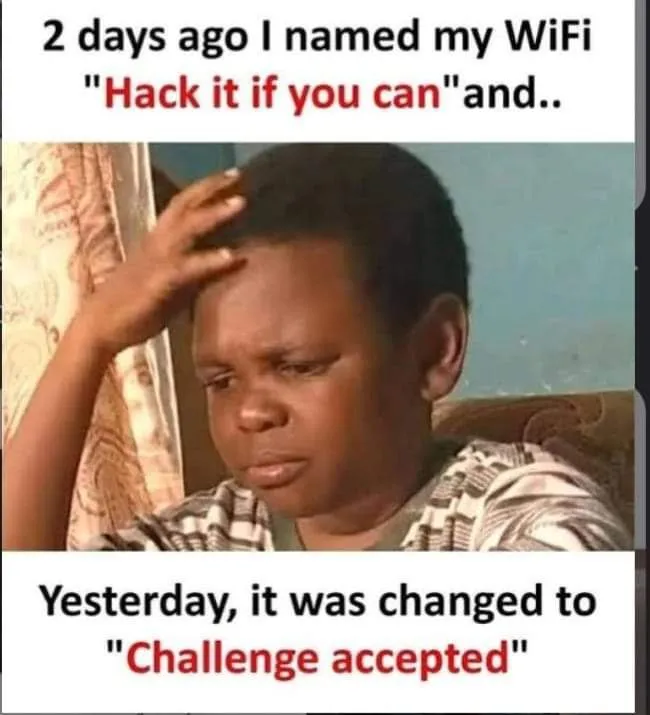 2 days ago I named my WiFi
"Hack it if you can"and..
Yesterday, it was changed to
"Challenge accepted"